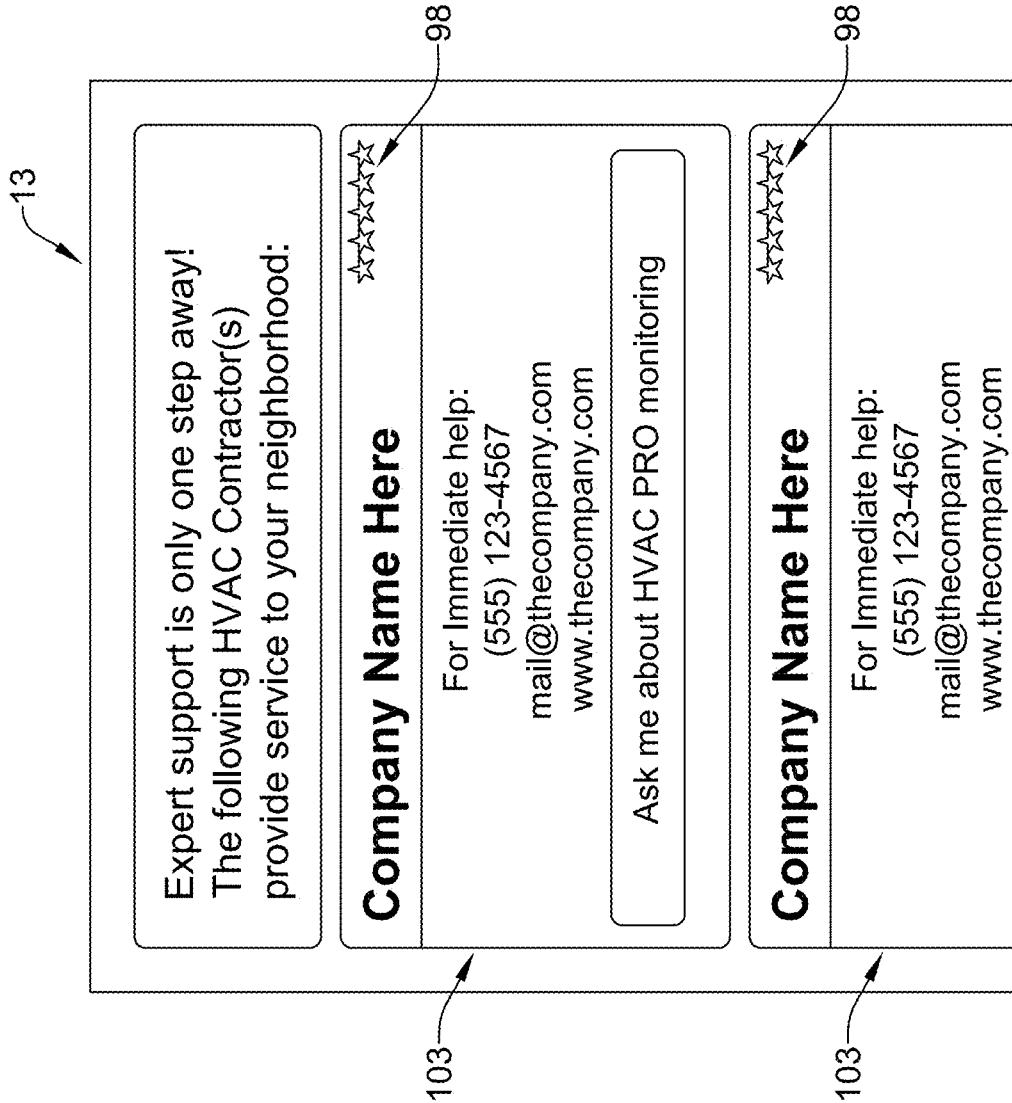 13
Expert support is only one step away!
The following HVAC Contractor(s)
provide service to your neighborhood:
Company Name Here
98
For Immediate help:
(555) 123-4567
mail@thecompany.com
www.thecompany.com
Ask me about HVAC PRO monitoring
103
Company Name Here
98
For Immediate help:
(555) 123-4567
mail@thecompany.com
www.thecompany.com
103